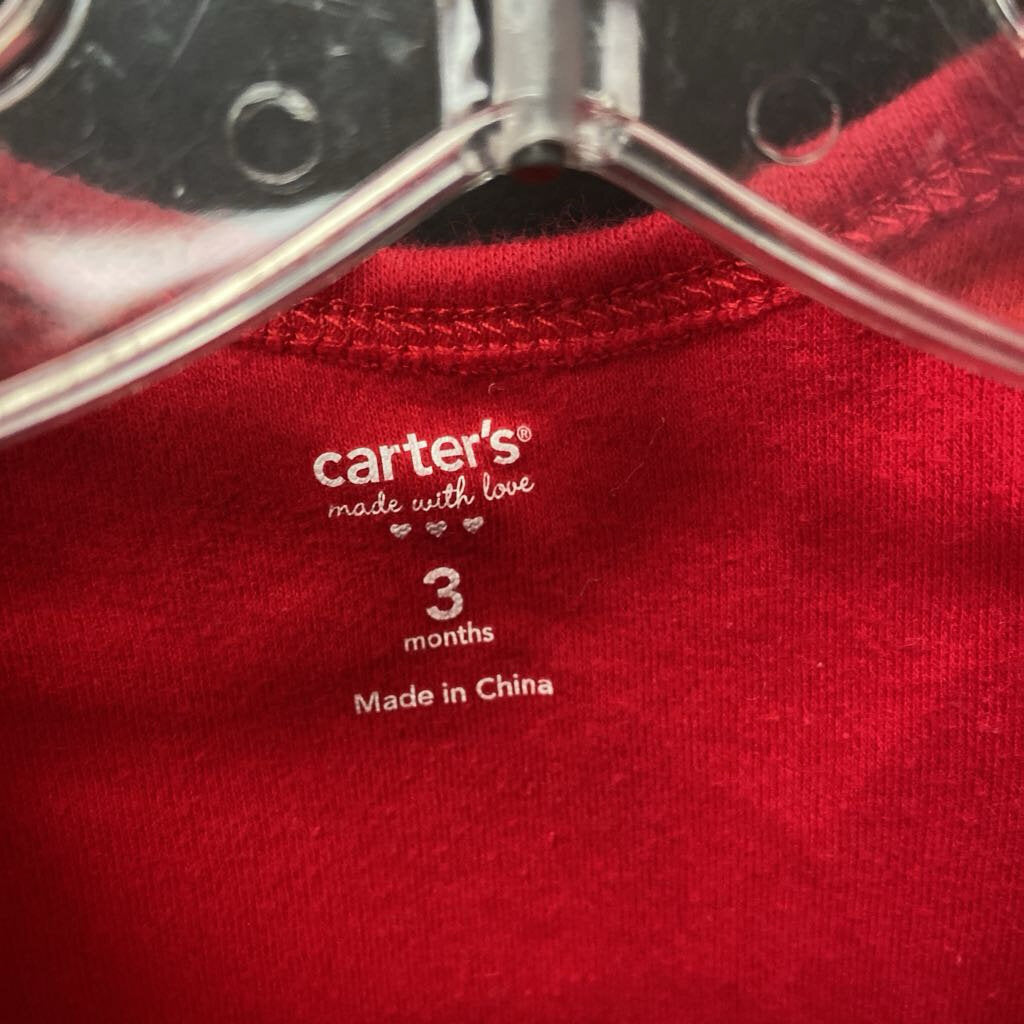 carter's®
made with love
3
months
Made in China